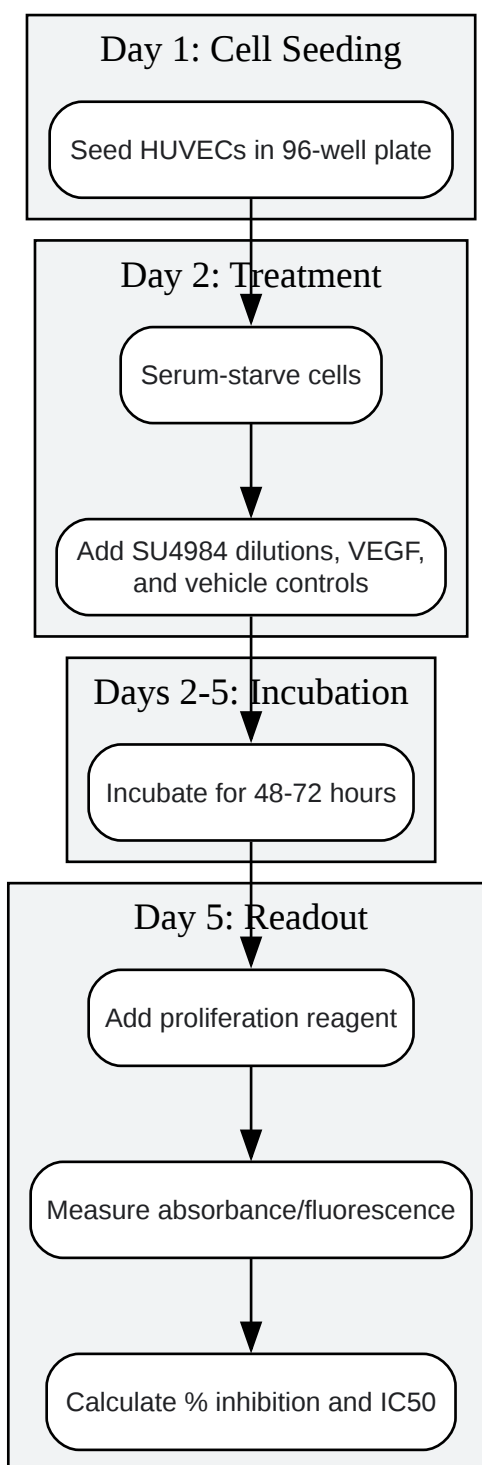 Day 1: Cell Seeding
Seed HUVECs in 96-well plate
Day 2: Treatment
Serum-starve cells
Add SU4984 dilutions, VEGF,
and vehicle controls
Days 2-5: Incubation
Incubate for 48-72 hours
Day 5: Readout
Add proliferation reagent
Measure absorbance/fluorescence
Calculate % inhibition and IC50